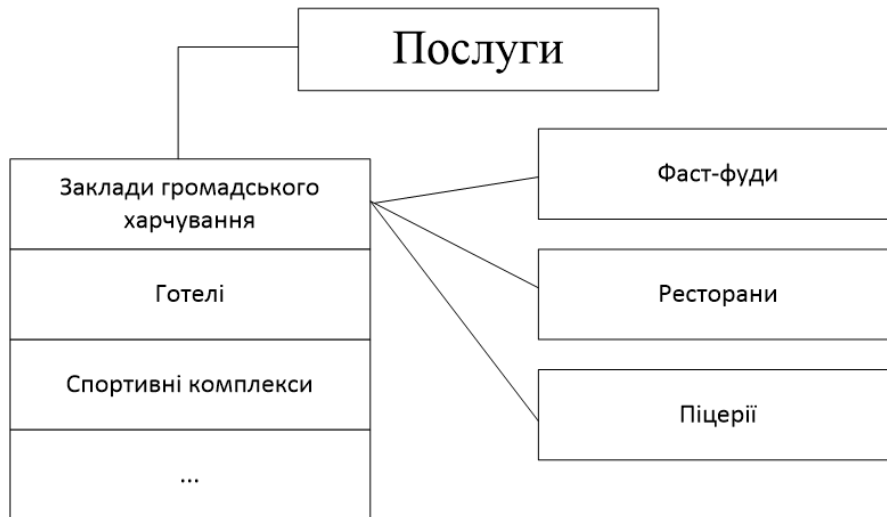 Послуги
Заклади громадського
харчування
Готелі
Спортивні комплекси
...
Фаст-фуди
Ресторани
Піцерії